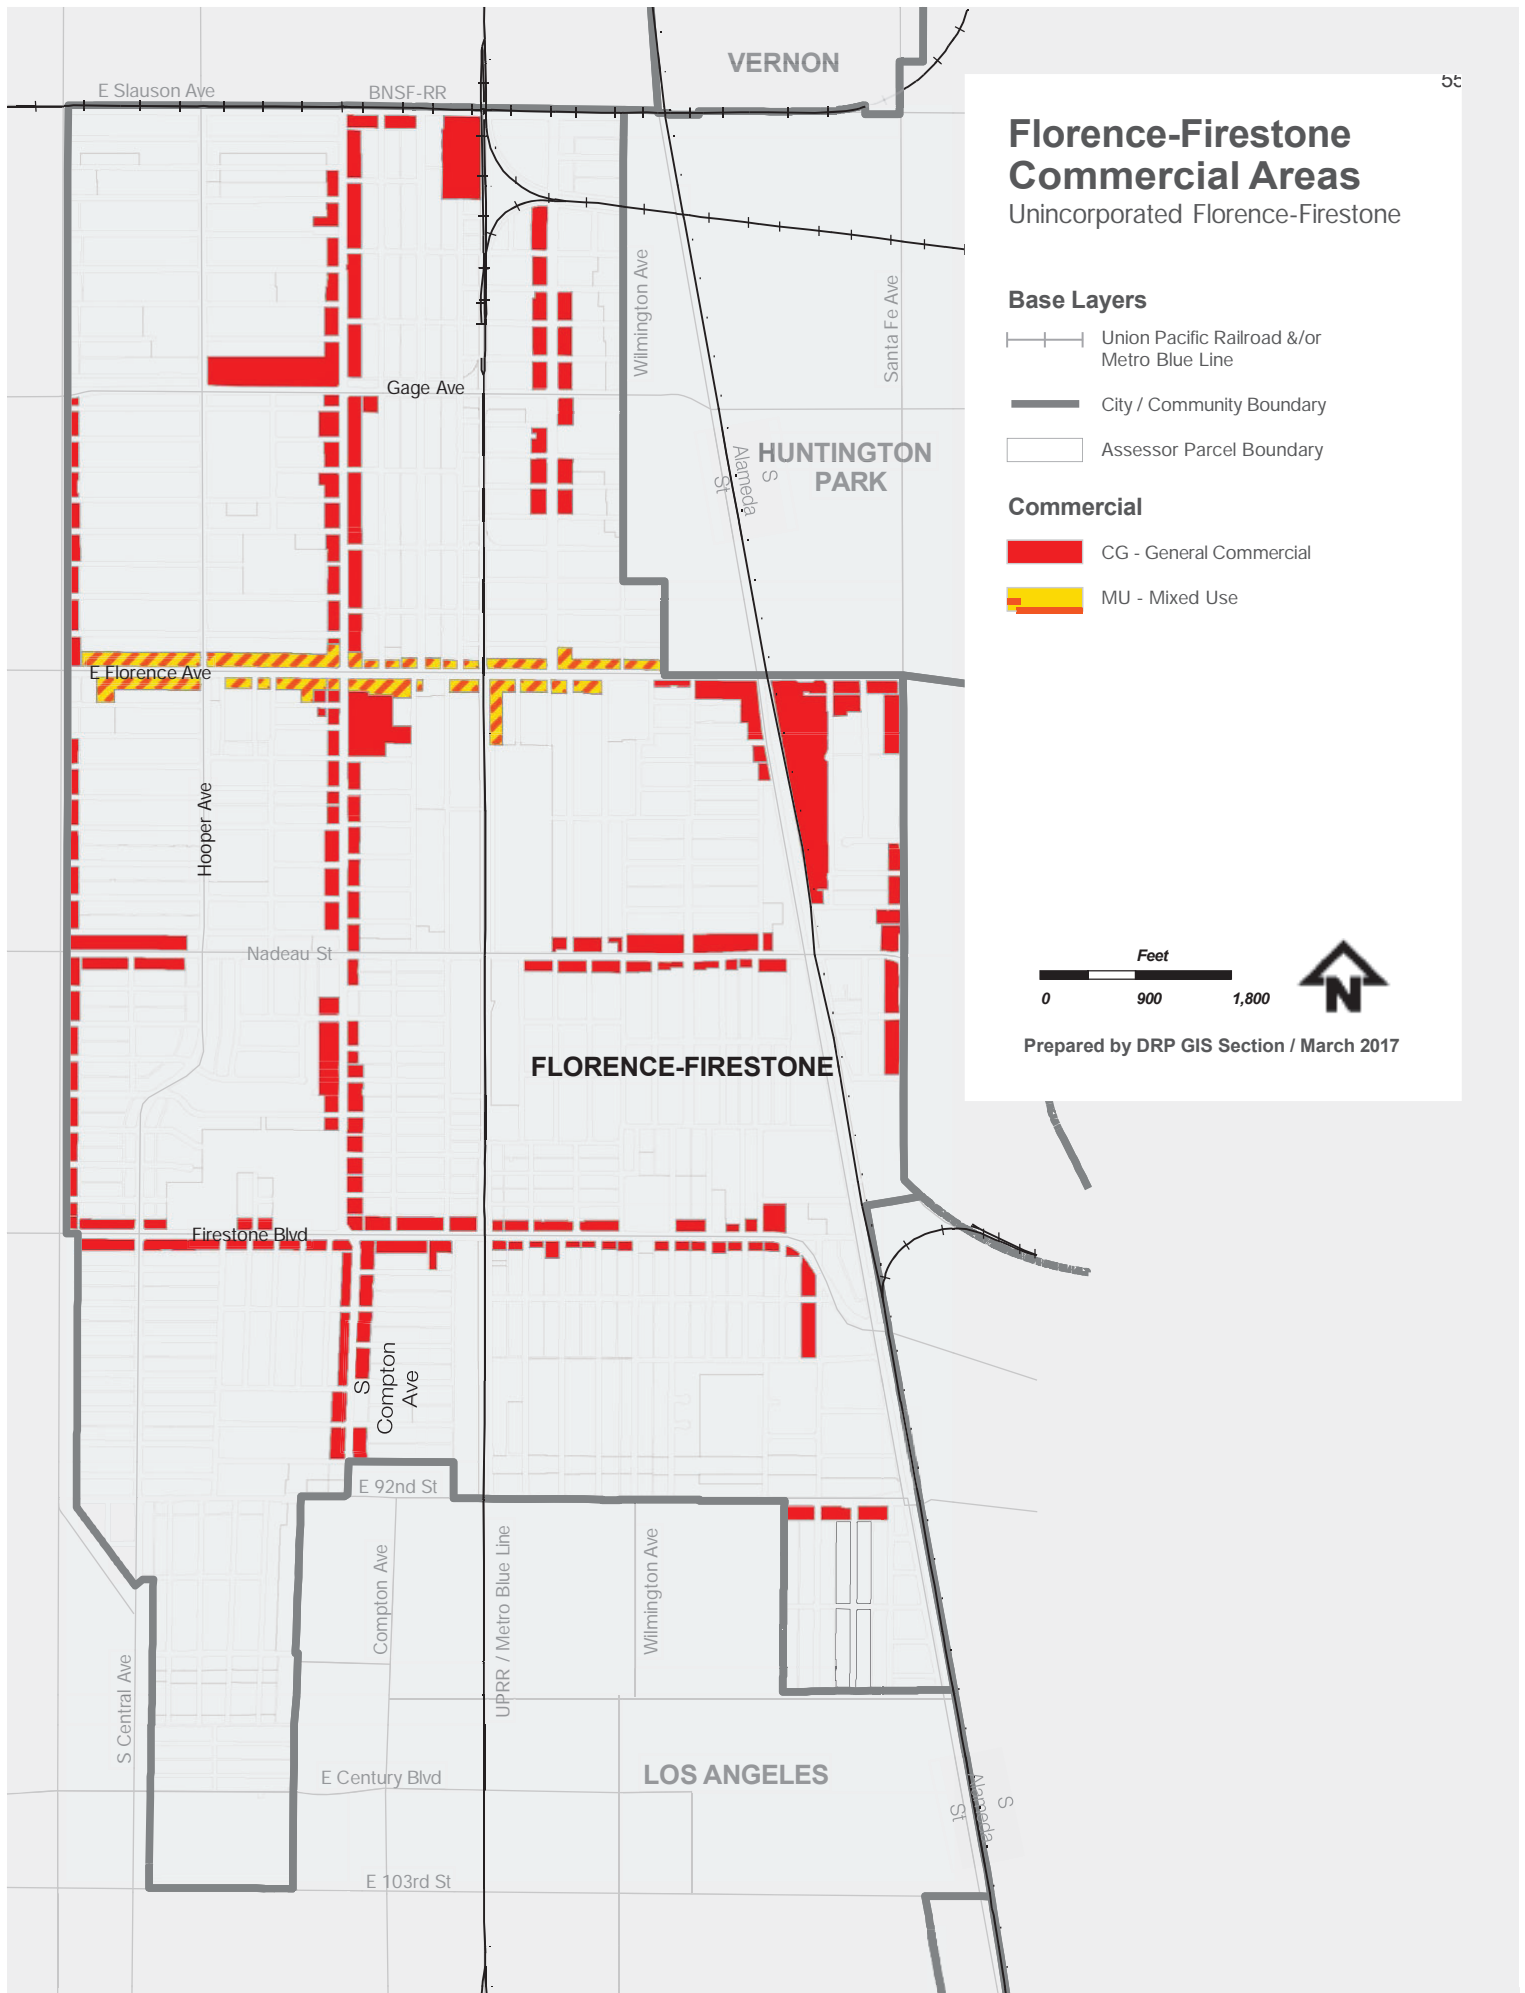 VERNON
E Slauson Ave
BNSF-RR
55
Florence-Firestone
Commercial Areas
Unincorporated Florence-Firestone
Wilmington Ave
Santa Fe Ave
Base Layers
Union Pacific Railroad &/or
Metro Blue Line
City / Community Boundary
Assessor Parcel Boundary
Commercial
CG - General Commercial
MU - Mixed Use
Gage Ave
HUNTINGTON
PARK
S
Alameda
St
E Florence Ave
Hooper Ave
Nadeau St
Feet
0 900 1,800
N
Prepared by DRP GIS Section / March 2017
FLORENCE-FIRESTONE
Firestone Blvd
S
Compton
Ave
E 92nd St
Compton Ave
UPRR / Metro Blue Line
Wilmington Ave
S Central Ave
E Century Blvd
LOS ANGELES
S
Alameda
St
E 103rd St